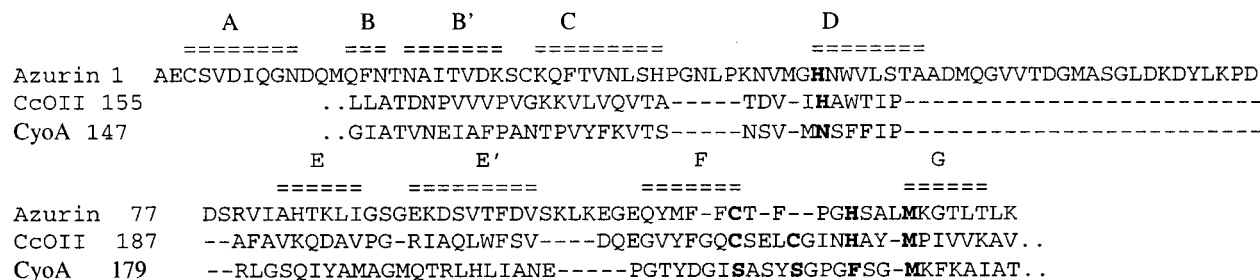 A B B' C D
======= === ====== ======== =======
Azurin 1 AECSVDIQGNDQMQFNTNAITVDKSCKQFTVNLSHPGNLPKNVMGHNWVLSTAADMQGVVTDGMASGLDKDYLKPD
CcOII 155 ..LLATDNPVVVPVGKKVLVQVTA-----TDV-IHAWTIP----------------------
CyoA 147 ..GIATVNEIAFPANTPVYFKVTS-----NSV-MNSFFIP----------------------
E E' F G
===== ======== ====== =====
Azurin 77 DSRVIAHTKLIGSGEKDSVTFDVSKLKEGEQYMF-FCT-F--PGHSALMKGTLTLK
CcOII 187 --AFAVKQDAVPG-RIAQLWFSV----DQEGVYFGQCSELCGINHAY-MPIVVKAV..
CyoA 179 --RLGSQIYAMAGMQTRLHLIANE-----PGTYDGISASYSGPGFSG-MKFKAIAT..